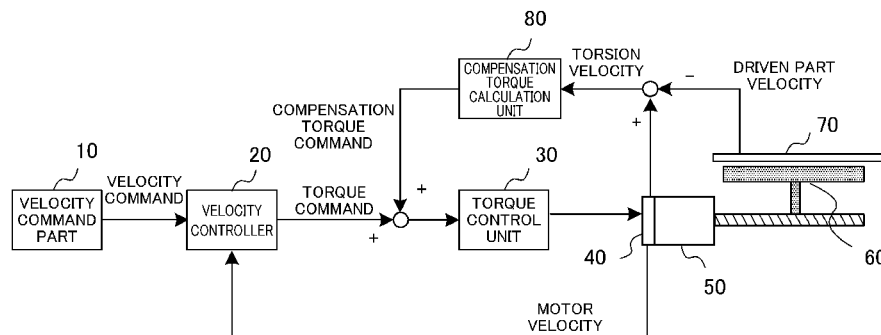 80
COMPENSATION
TORQUE
CALCULATION
UNIT
TORSION
VELOCITY
−
DRIVEN PART
VELOCITY
+
COMPENSATION
TORQUE
COMMAND
70
10
VELOCITY
COMMAND
PART
VELOCITY
COMMAND
20
VELOCITY
CONTROLLER
TORQUE
COMMAND
+
+
30
TORQUE
CONTROL
UNIT
40
50
60
MOTOR
VELOCITY